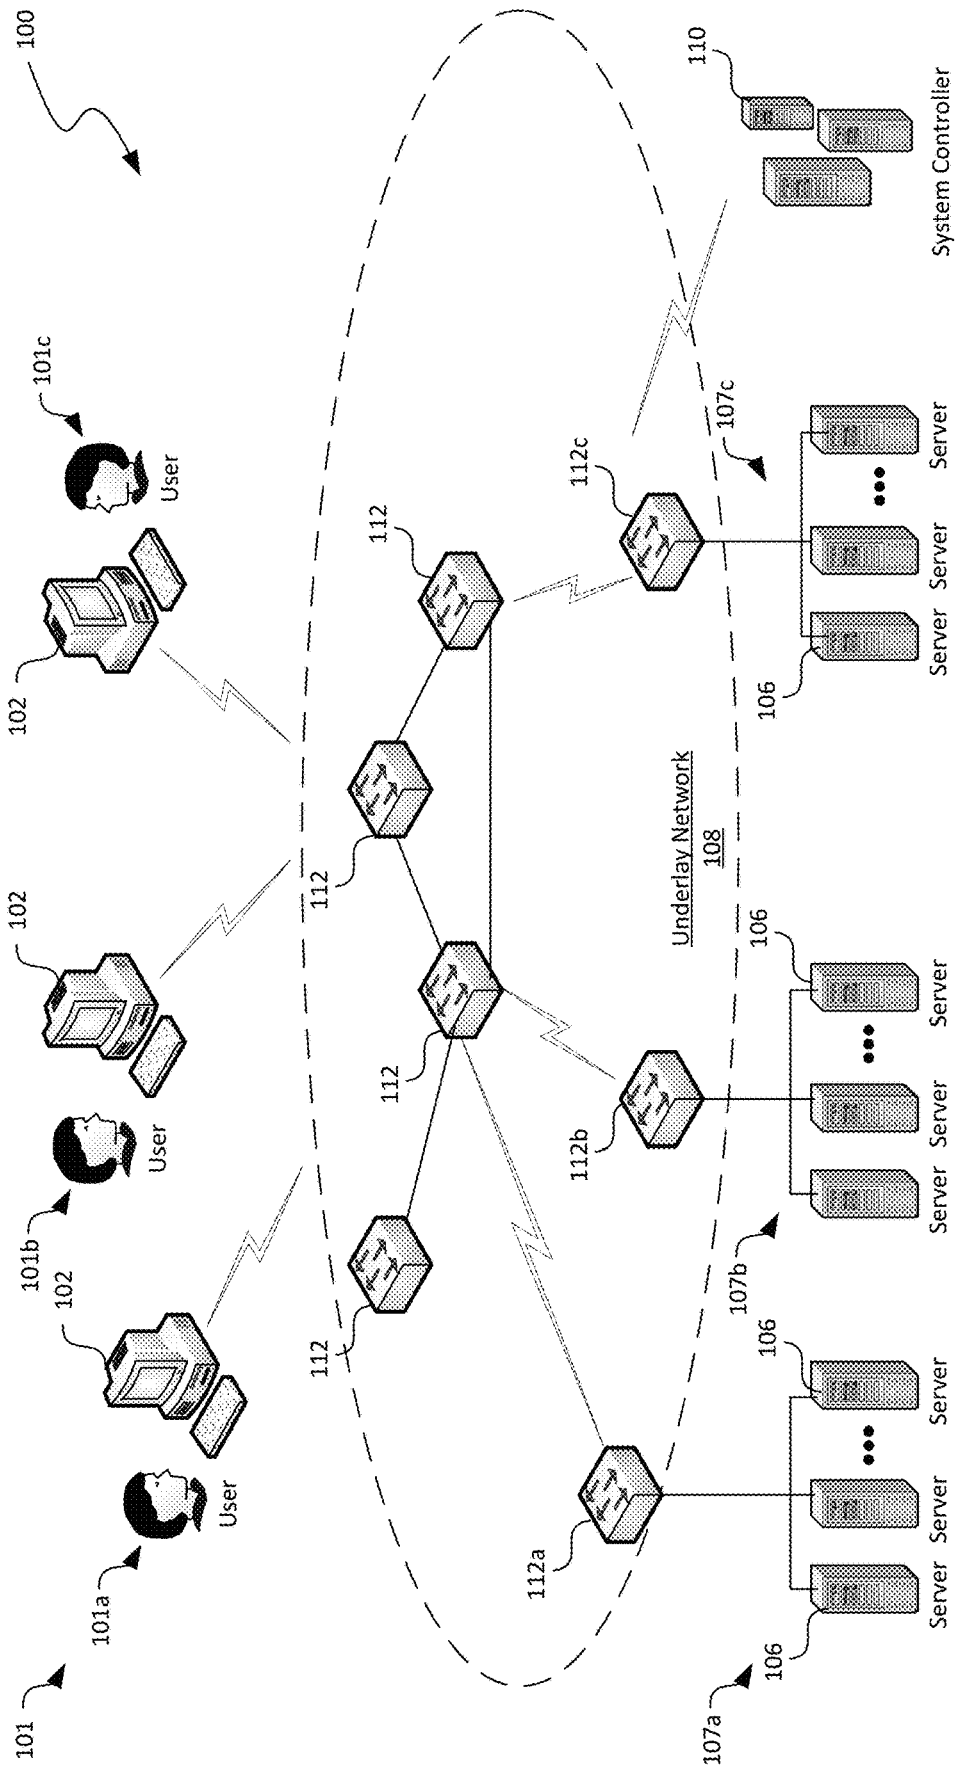 100
101
101a
User
102
101b
User
102
102
User
101c
112
112
112
112
112a
112b
112c
Underlay Network
108
110
System Controller
107a
106
106
Server
Server
Server
107b
106
Server
Server
Server
107c
106
Server
Server
Server